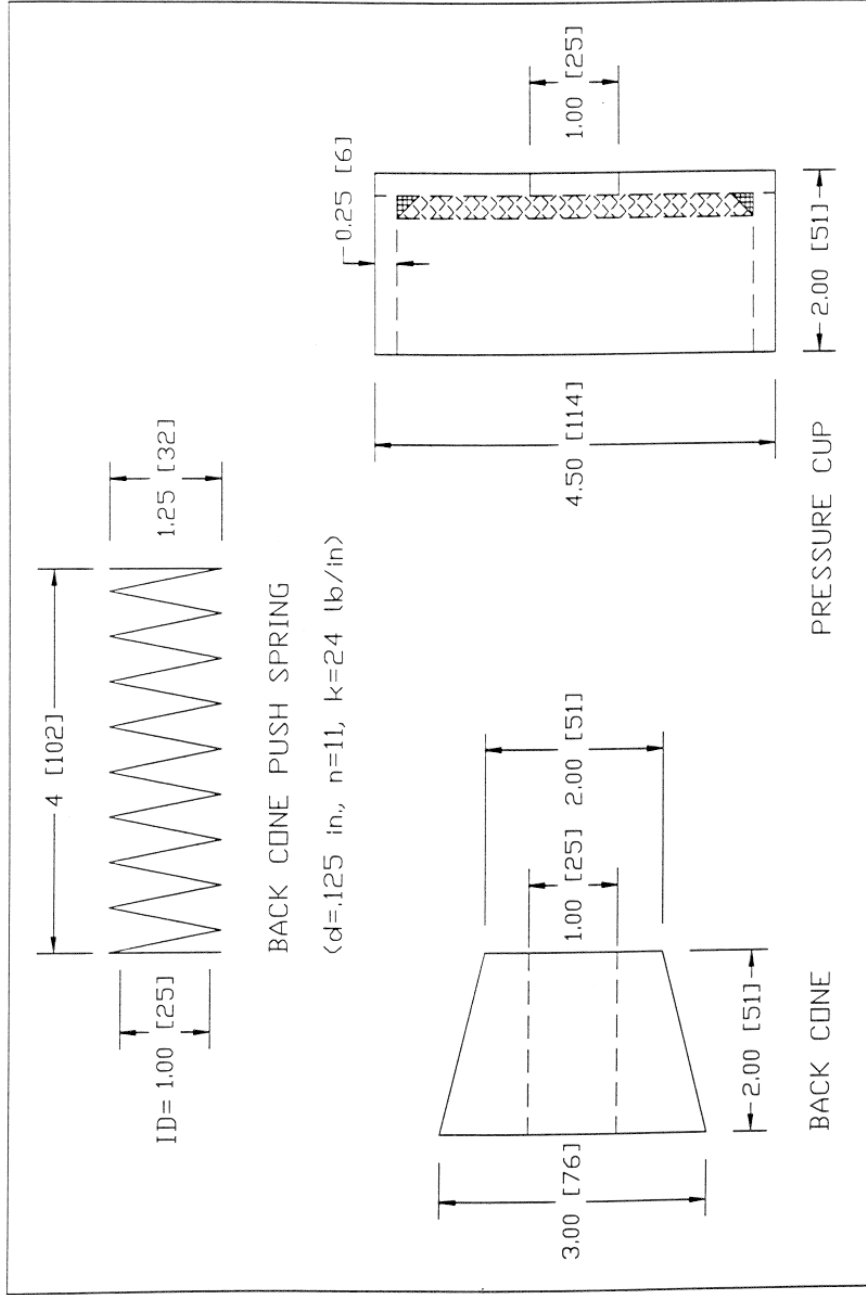 4 [102]
ID= 1.00 [25]
1.25 [32]
BACK CONE PUSH SPRING
(d=.125 in., n=11, k=24 lb/in)
3.00 [76]
1.00 [25]
2.00 [51]
2.00 [51]
BACK CONE
0.25 [6]
4.50 [114]
1.00 [25]
2.00 [51]
PRESSURE CUP